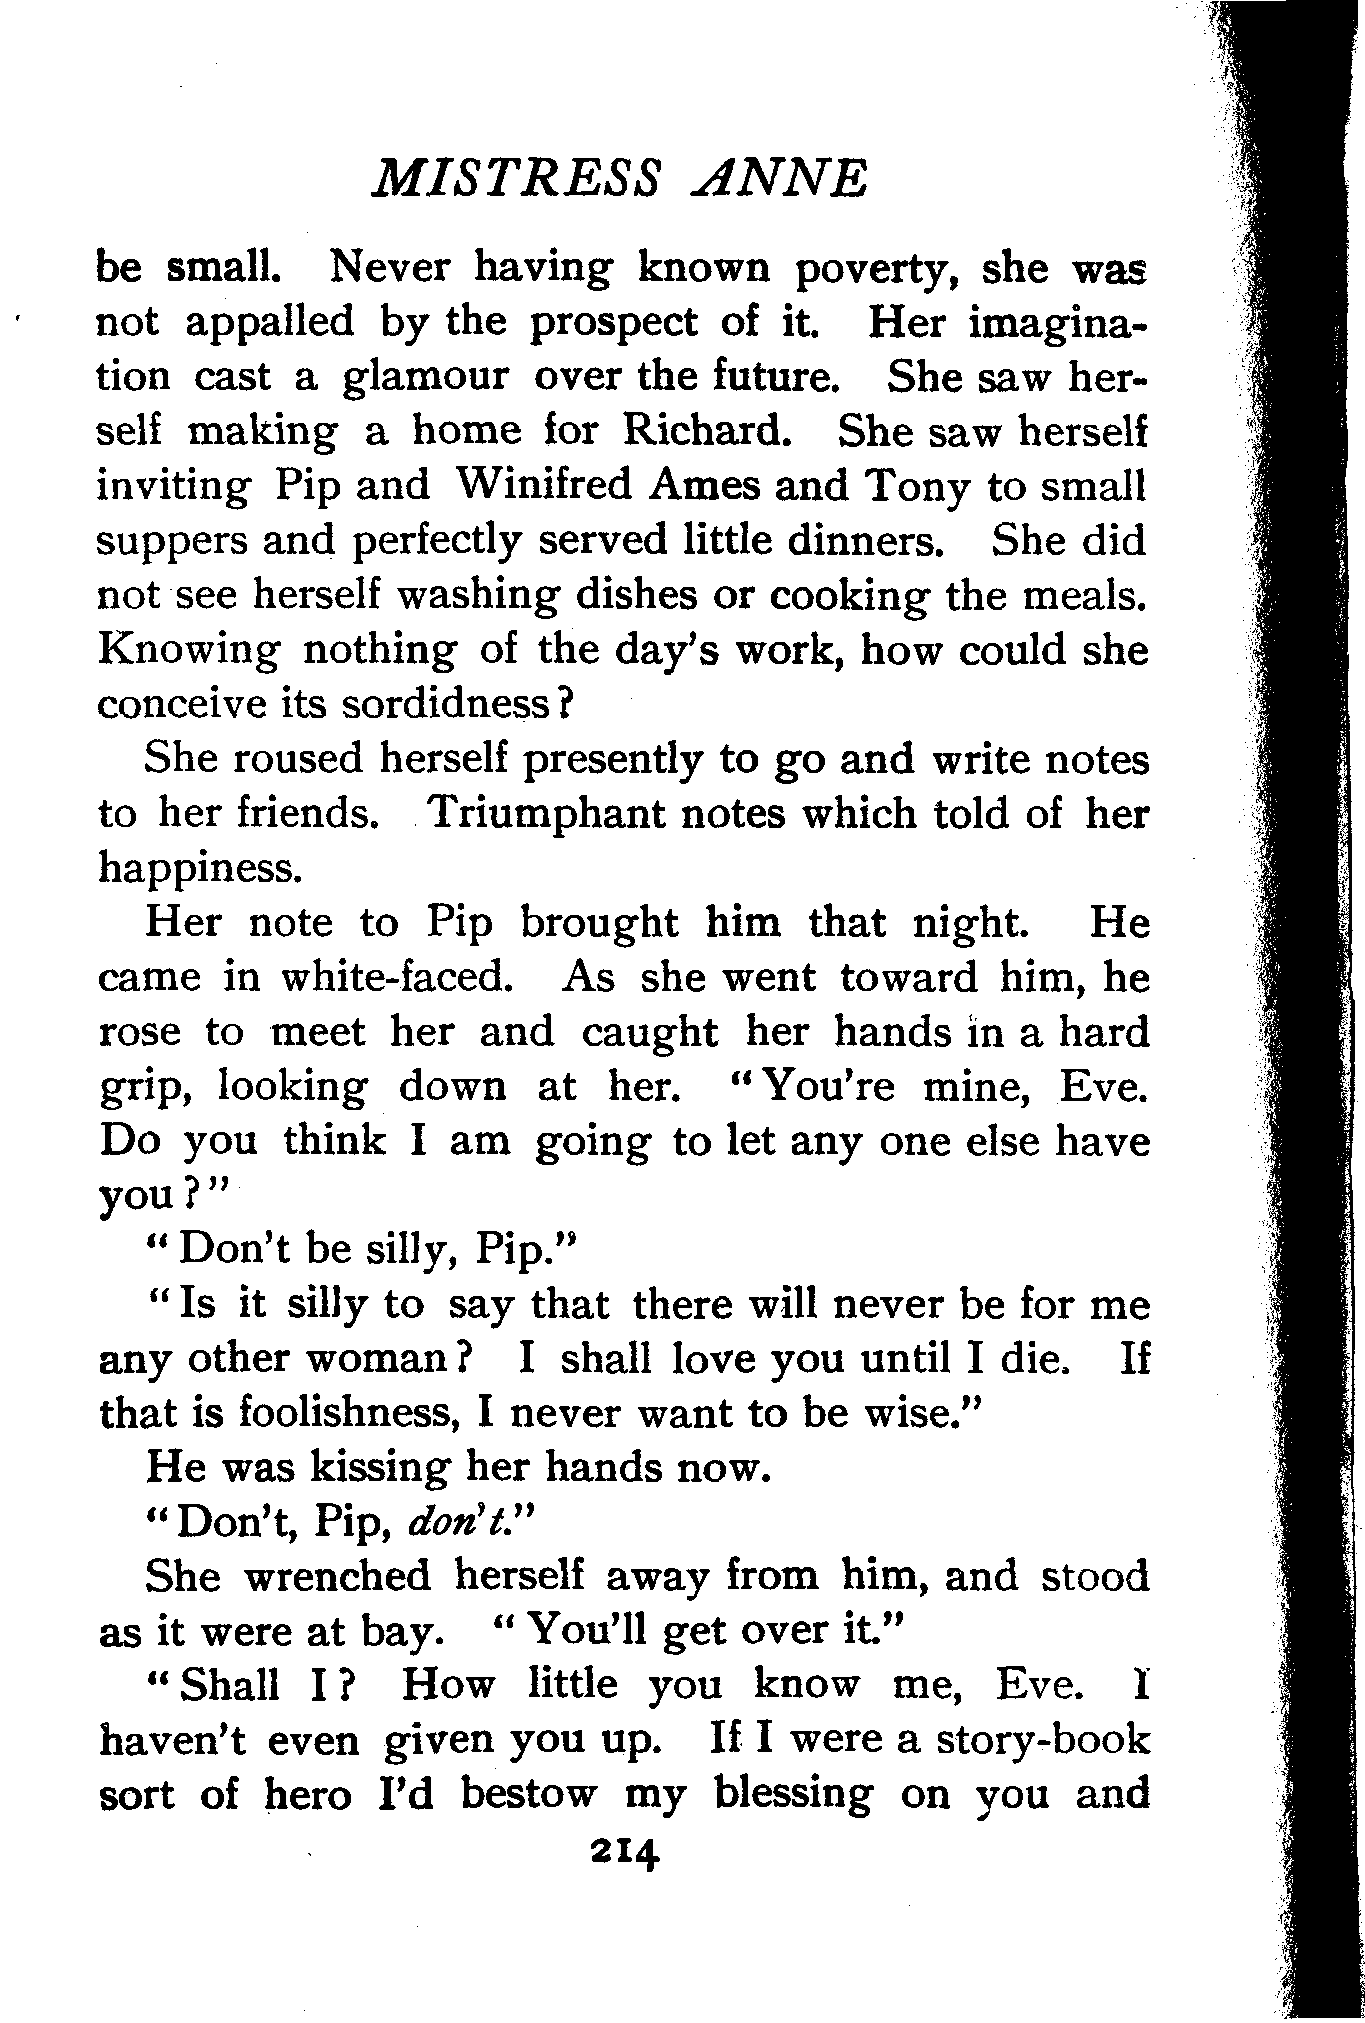 MISTRESS ANNE
be small. Never having known poverty, she was
not appalled by the prospect of it. Her imagina-
tion cast a glamour over the future. She saw her-
self making a home for Richard. She saw herself
inviting Pip and Winifred Ames and Tony to small
suppers and perfectly served little dinners. She did
not see herself washing dishes or cooking the meals.
Knowing nothing of the day's work, how could she
conceive its sordidness?
She roused herself presently to go and write notes
to her friends. Triumphant notes which told of her
happiness.
Her note to Pip brought him that night. He
came in white-faced. As she went toward him, he
rose to meet her and caught her hands in a hard
grip, looking down at her. "You're mine, Eve.
Do you think I am going to let any one else have
you?"
"Don't be silly, Pip."
"Is it silly to say that there will never be for me
any other woman? I shall love you until I die. If
that is foolishness, I never want to be wise."
He was kissing her hands now.
"Don't, Pip, don't."
She wrenched herself away from him, and stood
as it were at bay. "You'll get over it."
"Shall I? How little you know me, Eve. I
haven't even given you up. If I were a story-book
sort of hero I'd bestow my blessing on you and
214